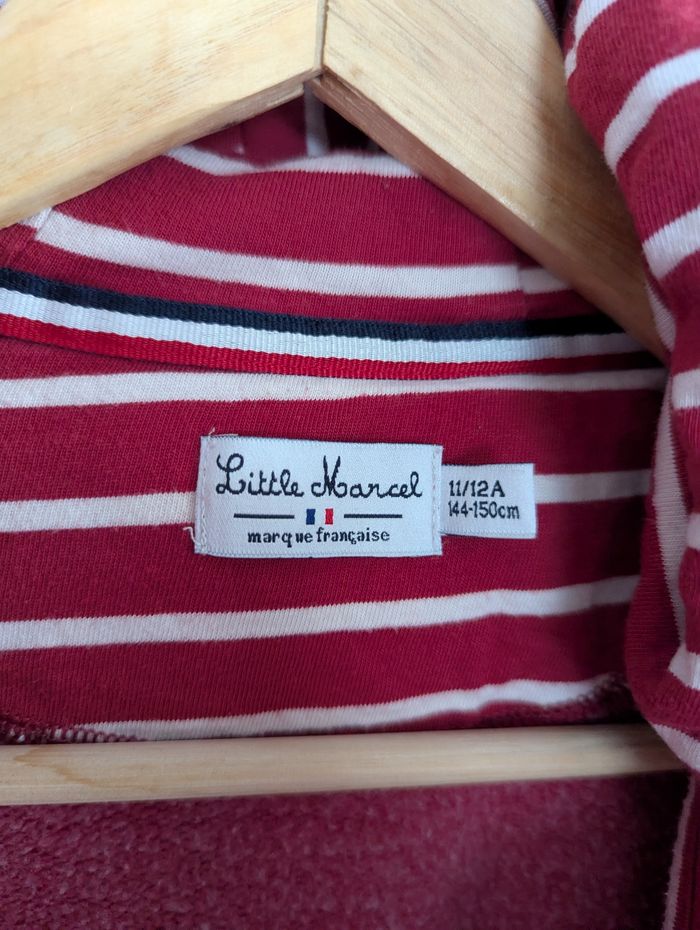 Little Marcel
marque française
11/12A
144-150cm